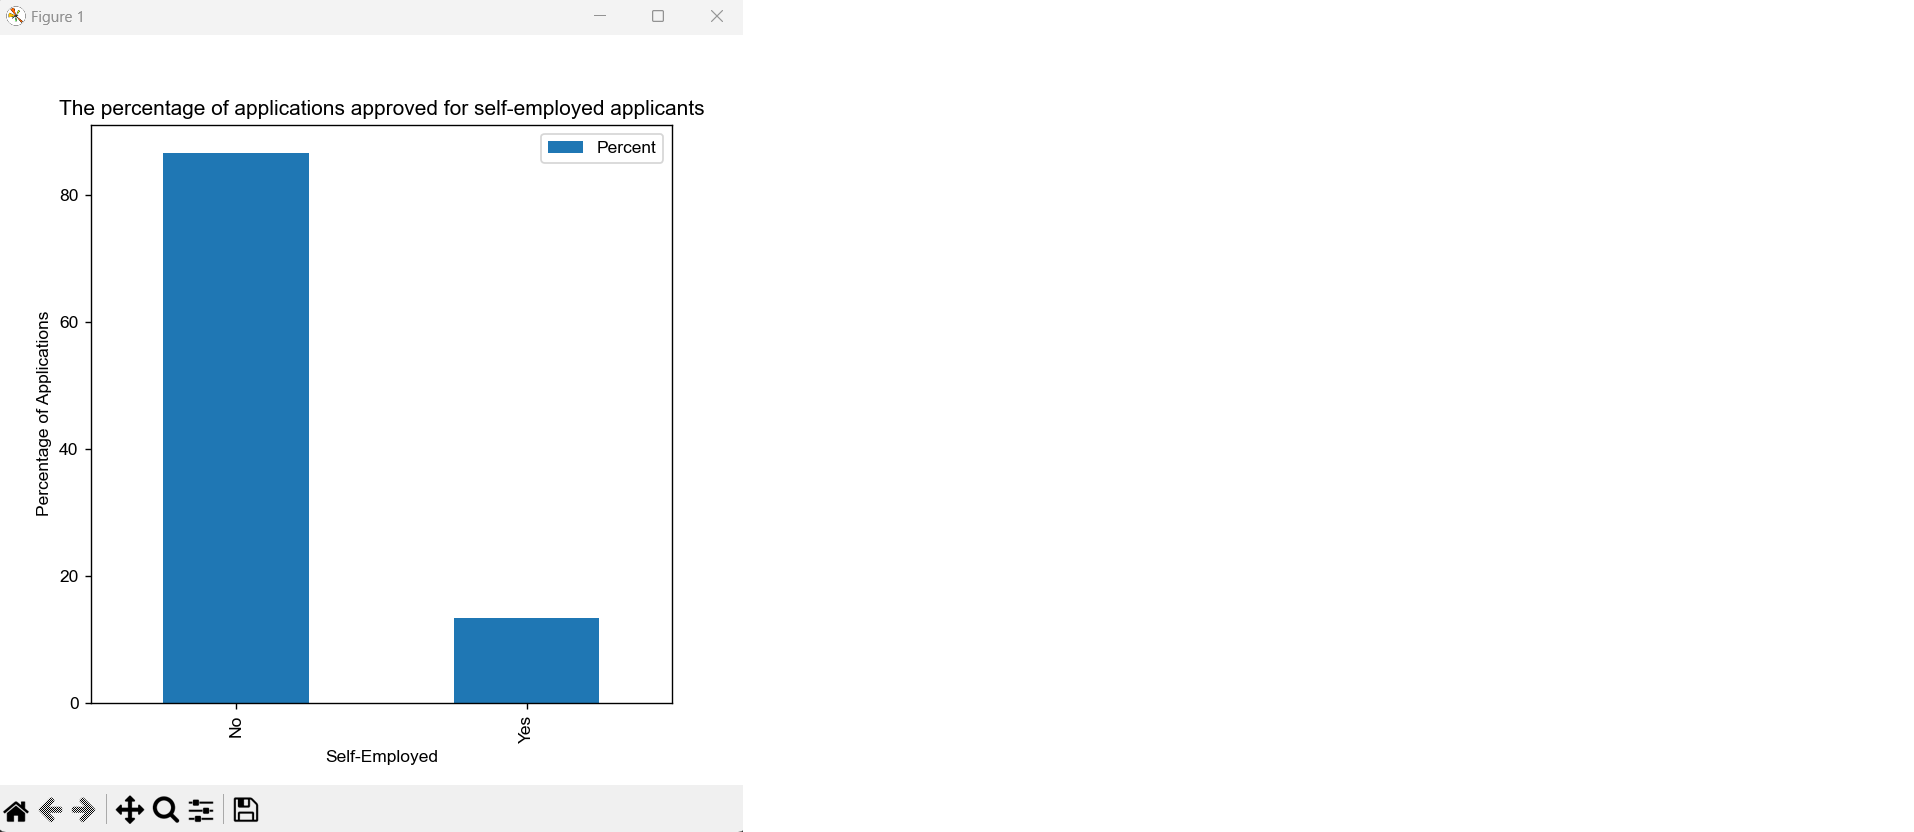 Figure 1
The percentage of applications approved for self-employed applicants
Percent
80
60
40
20
0
Percentage of Applications
No
Yes
Self-Employed